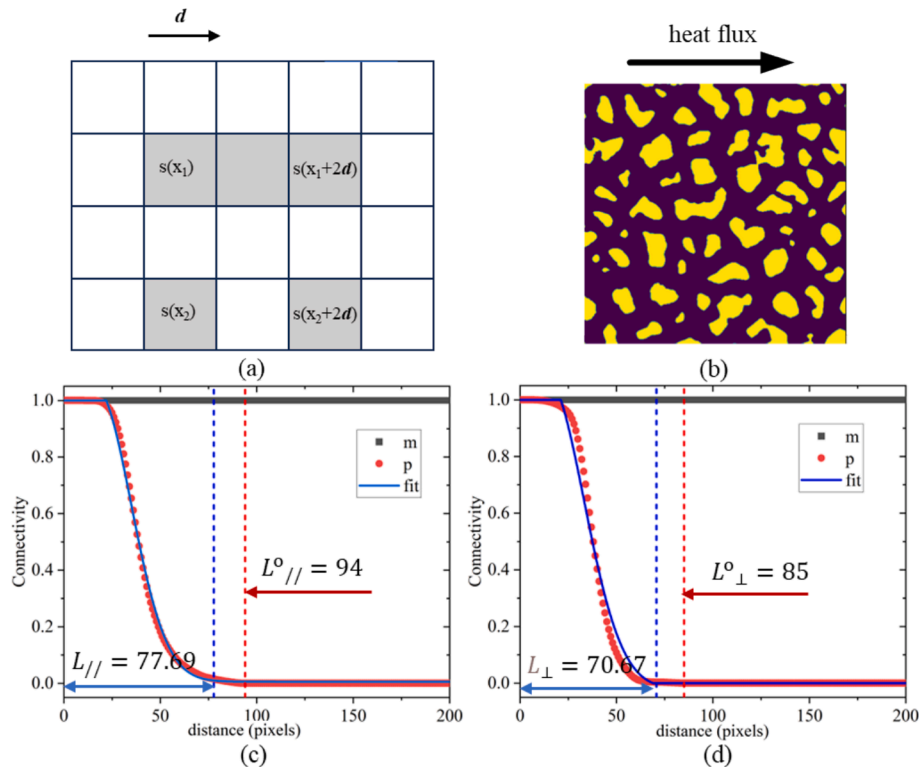 d
heat flux
s(x₁) s(x₁+2d)
s(x₂) s(x₂+2d)
(a) (b)
1.0
0.8
0.6
0.4
0.2
0.0
Connectivity
m
p
fit
Lº// = 94
L// = 77.69
0 50 100 150 200
distance (pixels)
(c)
1.0
0.8
0.6
0.4
0.2
0.0
Connectivity
m
p
fit
Lº⊥ = 85
L⊥ = 70.67
0 50 100 150 200
distance (pixels)
(d)